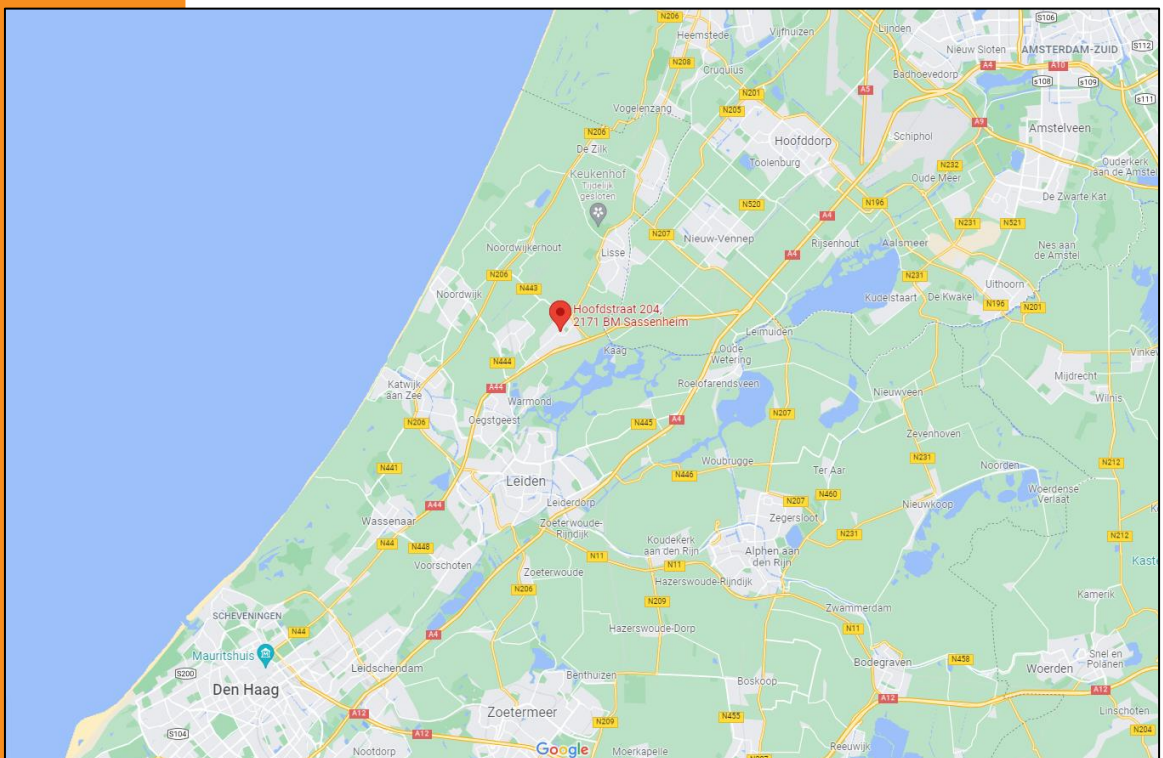 N206
S106
Heemstede
Vijfhuizen
Lijnden
Nieuw Sloten
AMSTERDAM-ZUID
S112
N208
Cruquius
A4
A10
Badhoevedorp
s108
s109
A5
N201
s111
Vogelenzang
N205
A9
N206
Hoofddorp
Schiphol
Amstelveen
De Zilk
Toolenburg
Keukenhof
Tijdelijk
gesloten
N232
Oude Meer
Ouderkerk
aan de Amstel
N520
N196
De Zwarte Kat
A4
N231
N521
N207
Nieuw-Vennep
Rijsenhout
Aalsmeer
Noordwijkerhout
Lisse
A4
Nes aan
de Amstel
N206
N231
N443
Noordwijk
Kudelstaart
De Kwakel
Uithoorn
N196
N201
Hoofdstraat 204,
2171 BM Sassenheim
Leimuiden
Kaag
Oude
Wetering
N444
Mijdrecht
Katwijk
aan Zee
A44
Roelofarendsveen
Nieuwveen
Wilnis
Warmond
N207
N206
Oegstgeest
N445
A4
Zevenhoven
N441
Woubrugge
N231
Noorden
N212
Leiden
N446
Ter Aar
Woerdense
Verlaat
Leiderdorp
N207
N460
A44
Nieuwkoop
Wassenaar
Zoeterwoude-
Rijndijk
Zegersloot
N44
N448
Koudekerk
aan den Rijn
N231
N212
Voorschoten
N11
Alphen aan
den Rijn
Zoeterwoude
N11
N206
Hazerswoude-Rijndijk
Kamerik
N209
SCHEVENINGEN
Zwammerdam
N44
A4
Hazerswoude-Dorp
N11
Mauritshuis
Leidschendam
Bodegraven
N458
Snel en
Polanen
S200
Woerden
Den Haag
Benthuizen
Boskoop
A12
A12
A12
Zoetermeer
N209
N455
Linschoten
S104
A12
N204
Nootdorp
Google
Moerkapelle
Reeuwijk